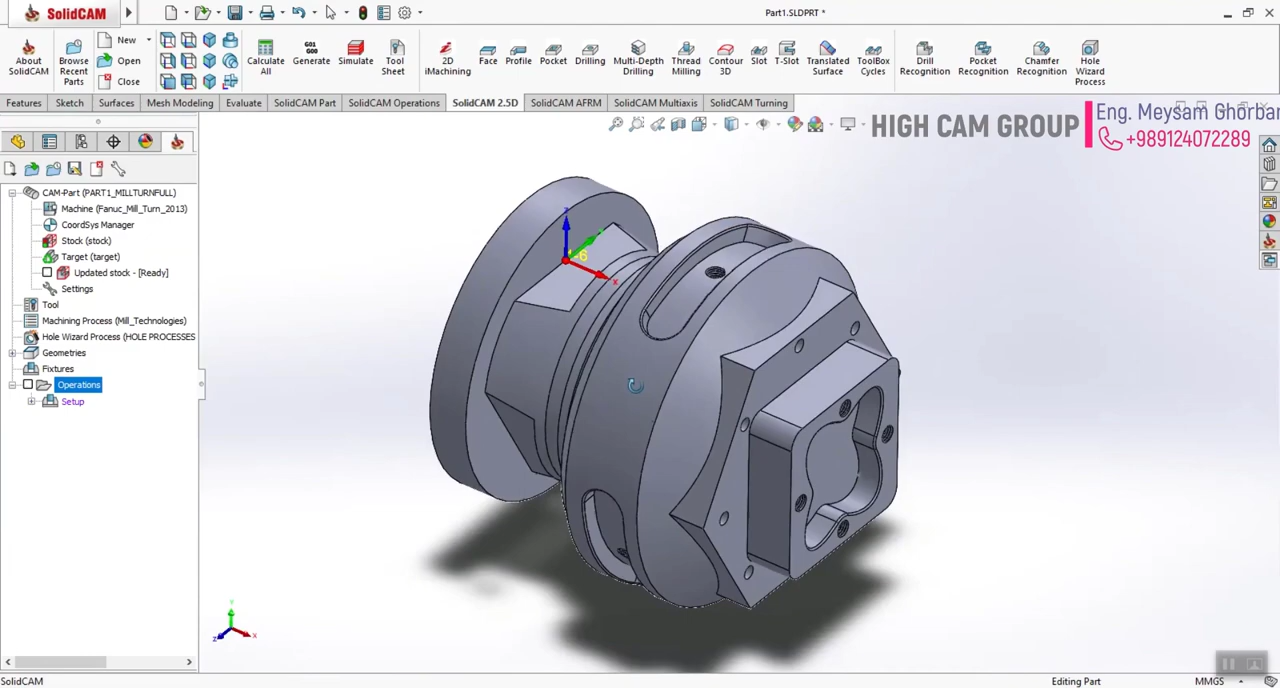 SolidCAM
Part1.SLDPRT *
About SolidCAM
Browse Recent Parts
New
Open
Close
Calculate All
G01 G00
Generate
Simulate
Tool Sheet
2D iMachining
Face
Profile
Pocket
Drilling
Multi-Depth Drilling
Thread Milling
Contour 3D
Slot
T-Slot
Translated Surface
ToolBox Cycles
Drill Recognition
Pocket Recognition
Chamfer Recognition
Hole Wizard Process
Features
Sketch
Surfaces
Mesh Modeling
Evaluate
SolidCAM Part
SolidCAM Operations
SolidCAM 2.5D
SolidCAM AFRM
SolidCAM Multiaxis
SolidCAM Turning
HIGH CAM GROUP
Eng. Meysam Ghorban
+989124072289
CAM-Part (PART1_MILLTURNFULL)
Machine (Fanuc_Mill_Turn_2013)
CoordSys Manager
Stock (stock)
Target (target)
Updated stock - [Ready]
Settings
Tool
Machining Process (Mill_Technologies)
Hole Wizard Process (HOLE PROCESSES
Geometries
Fixtures
Operations
Setup
SolidCAM
Editing Part
MMGS